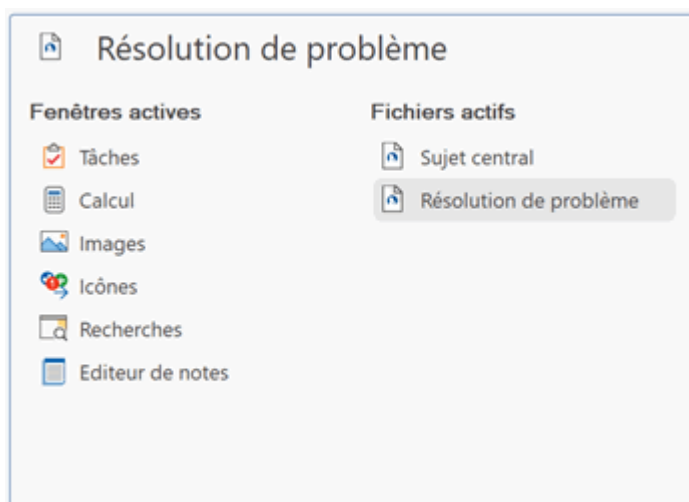 Résolution de problème
Fenêtres actives
Tâches
Calcul
Images
Icônes
Recherches
Editeur de notes
Fichiers actifs
Sujet central
Résolution de problème